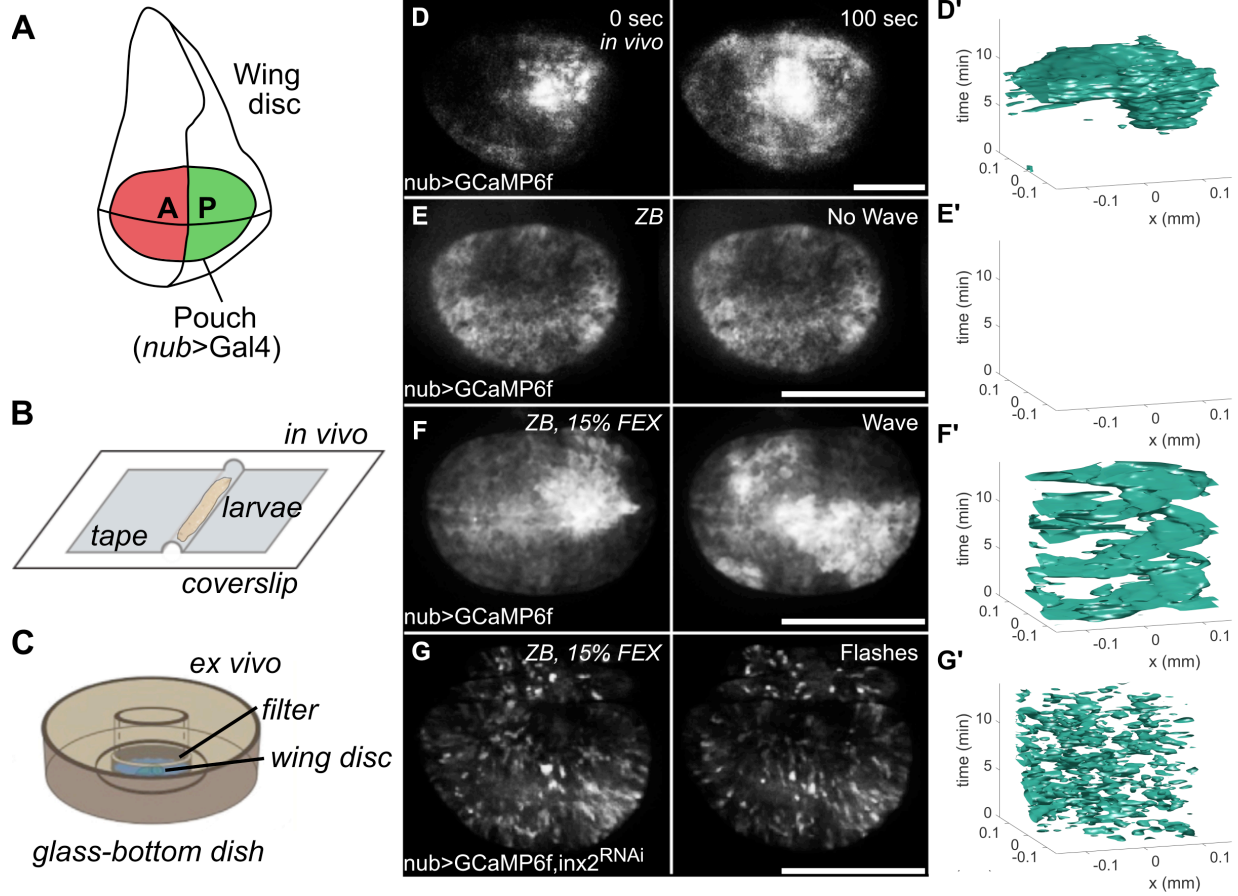 A
Wing
disc
A P
Pouch
(nub>Gal4)
B
in vivo
larvae
tape
coverslip
C
ex vivo
filter
wing disc
glass-bottom dish
D
0 sec
in vivo
nub>GCaMP6f
100 sec
D'
time (min)
10
5
0
0.1
0
-0.1
0
0.1
x (mm)
E
ZB
nub>GCaMP6f
No Wave
E'
time (min)
10
5
0
0.1
0
-0.1
-0.1
0
0.1
x (mm)
F
ZB, 15% FEX
nub>GCaMP6f
Wave
F'
time (min)
10
5
0
0.1
0
-0.1
-0.1
0
0.1
x (mm)
G
ZB, 15% FEX
nub>GCaMP6f,inx2RNAi
Flashes
G'
time (min)
10
5
0
0.1
0
-0.1
-0.1
0
0.1
x (mm)